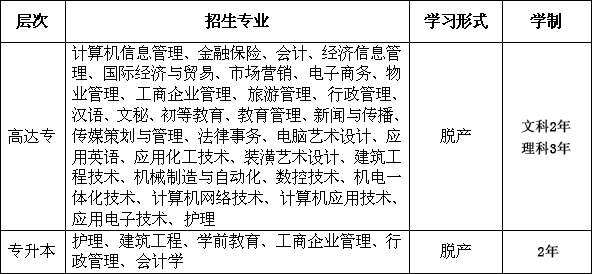 层次 招生专业 学习形式 学制
计算机信息管理、金融保险、会计、经济信息管
理、国际经济与贸易、市场营销、电子商务、物
业管理、工商企业管理、旅游管理、行政管理、
汉语、文秘、初等教育、教育管理、新闻与传播、
传媒策划与管理、法律事务、电脑艺术设计、应
用英语、应用化工技术、装潢艺术设计、建筑工
程技术、机械制造与自动化、数控技术、机电一
体化技术、计算机网络技术、计算机应用技术、
应用电子技术、护理
高达专
脱产
文科2年
理科3年
护理、建筑工程、学前教育、工商企业管理、行
政管理、会计学
专升本
脱产
2年